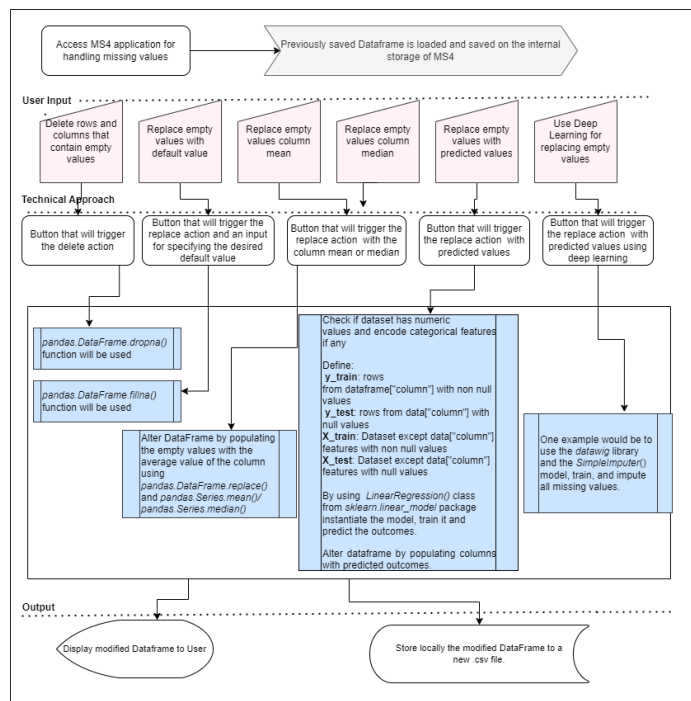 Access MS4 application for
handling missing values
Previously saved Dataframe is loaded and saved on the internal
storage of MS4
User Input
Delete rows and
columns that
contain empty
values
Replace empty
values with
default value
Replace empty
values column
mean
Replace empty
values column
median
Replace empty
values with
predicted values
Use Deep
Learning for
replacing empty
values
Technical Approach
Button that will trigger
the delete action
Button that will trigger the
replace action and an input
for specifying the desired
default value
Button that will trigger the
replace action with the
column mean or median
Button that will trigger
the replace action with
predicted values
Button that will trigger
the replace action with
predicted values using
deep learning
pandas.DataFrame.dropna()
function will be used
pandas.DataFrame.fillna()
function will be used
Alter DataFrame by populating
the empty values with the
average value of the column
using
pandas.DataFrame.replace()
and pandas.Series.mean()/
pandas.Series.median()
Check if dataset has numeric
values and encode categorical features
if any
Define:
y_train: rows
from dataframe["column"] with non null
values
y_test: rows from data["column"] with
null values
X_train: Dataset except data["column"]
features with non null values
X_test: Dataset except data["column"]
features with null values
By using LinearRegression() class
from sklearn.linear_model package
instantiate the model, train it and
predict the outcomes.
Alter dataframe by populating columns
with predicted outcomes.
One example would be to
use the datawig library
and the SimpleImputer()
model, train, and impute
all missing values.
Output
Display modified Dataframe to User
Store locally the modified DataFrame to a
new .csv file.